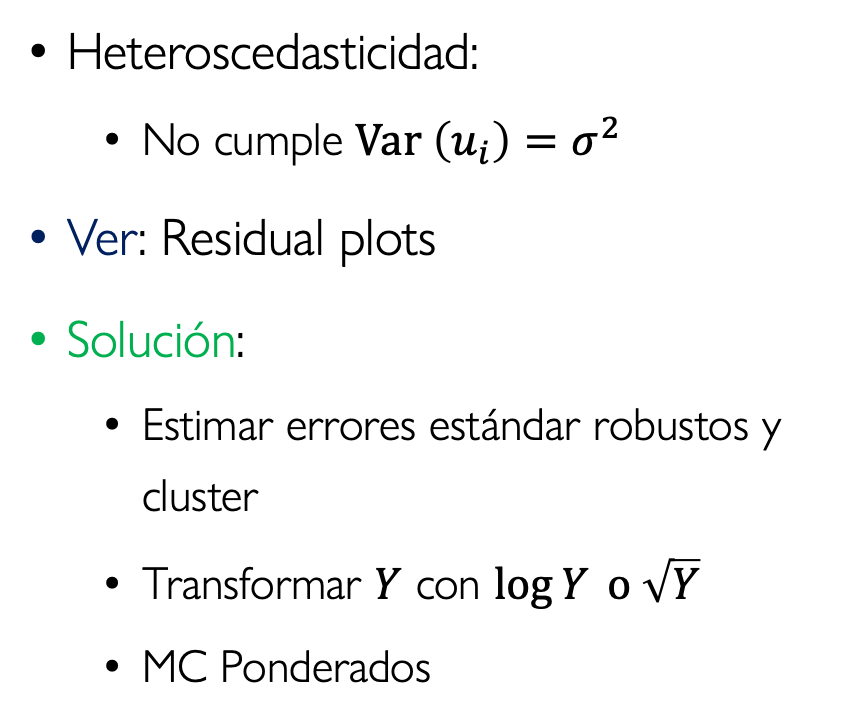 • Heteroscedasticidad:
• No cumple Var (uᵢ) = σ²
• Ver: Residual plots
• Solución:
• Estimar errores estándar robustos y
cluster
• Transformar Y con log Y o √Y
• MC Ponderados